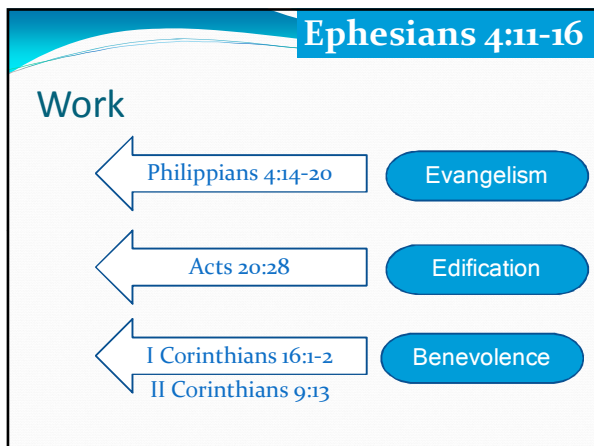 Ephesians 4:11-16
Work
Philippians 4:14-20
Evangelism
Acts 20:28
Edification
I Corinthians 16:1-2
Benevolence
II Corinthians 9:13